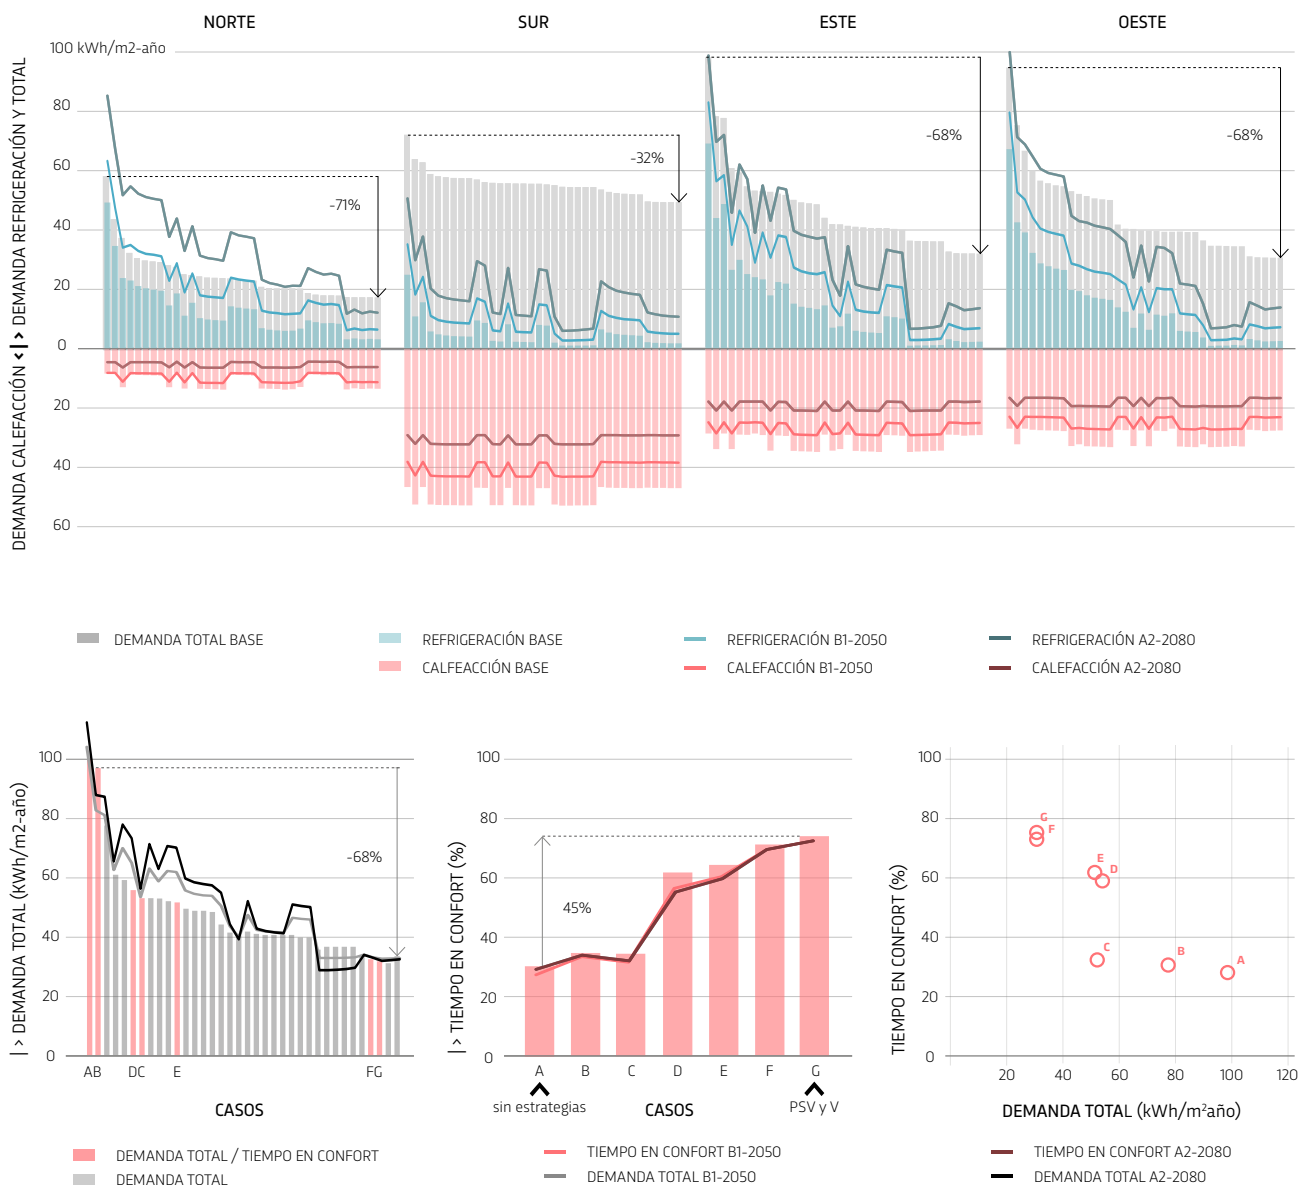 NORTE SUR ESTE OESTE
DEMANDA CALEFACCIÓN < | > DEMANDA REFRIGERACIÓN Y TOTAL
100 kWh/m2-año
80
60
40
20
0
20
40
60
-71%
-32%
-68%
-68%
DEMANDA TOTAL BASE REFRIGERACIÓN BASE REFRIGERACIÓN B1-2050 REFRIGERACIÓN A2-2080
CALFEACCIÓN BASE CALEFACCIÓN B1-2050 CALEFACCIÓN A2-2080
| > DEMANDA TOTAL (KWh/m2-año)
100
80
60
40
20
0
-68%
AB DC E FG
CASOS
| > TIEMPO EN CONFORT (%)
100
80
60
40
20
0
45%
A B C D E F G
sin estrategias CASOS PSV y V
TIEMPO EN CONFORT (%)
100
80
60
40
20
0
G
F
E
D
C
B
A
20 40 60 80 100 120
DEMANDA TOTAL (kWh/m²año)
DEMANDA TOTAL / TIEMPO EN CONFORT TIEMPO EN CONFORT B1-2050 TIEMPO EN CONFORT A2-2080
DEMANDA TOTAL DEMANDA TOTAL B1-2050 DEMANDA TOTAL A2-2080